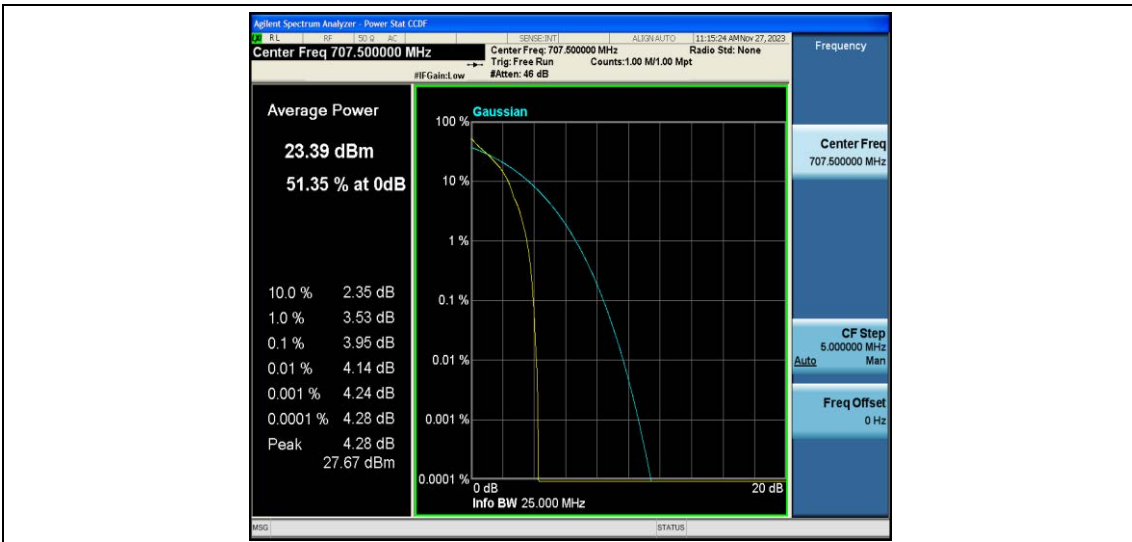 Agilent Spectrum Analyzer - Power Stat CCDF
LXI RL RF 50 Ω AC SENSE:INT ALIGN AUTO 11:15:24 AM Nov 27, 2023
Center Freq 707.500000 MHz Center Freq: 707.500000 MHz Radio Std: None
Trig: Free Run Counts:1.00 M/1.00 Mpt
#IFGain:Low #Atten: 46 dB
Frequency
Average Power
23.39 dBm
51.35 % at 0dB
10.0 % 2.35 dB
1.0 % 3.53 dB
0.1 % 3.95 dB
0.01 % 4.14 dB
0.001 % 4.24 dB
0.0001 % 4.28 dB
Peak 4.28 dB
27.67 dBm
Gaussian
100 %
10 %
1 %
0.1 %
0.01 %
0.001 %
0.0001 %
0 dB 20 dB
Info BW 25.000 MHz
Center Freq
707.500000 MHz
CF Step
5.000000 MHz
Auto Man
Freq Offset
0 Hz
MSG STATUS